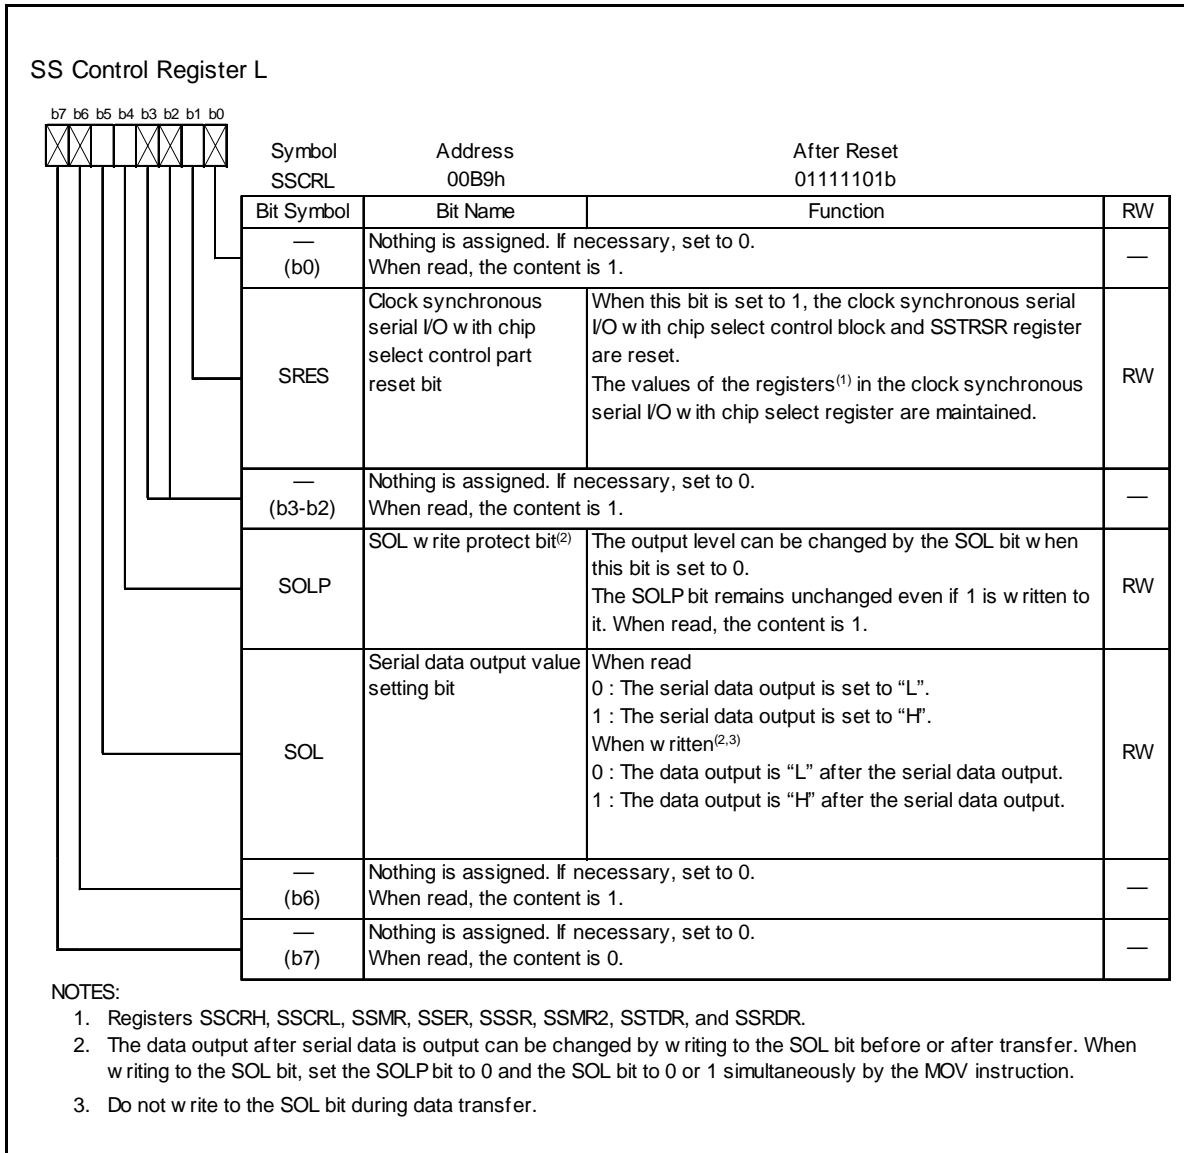 SS Control Register L
b7 b6 b5 b4 b3 b2 b1 b0
Symbol Address After Reset
SSCRL 00B9h 01111101b
Bit Symbol Bit Name Function RW
— (b0) Nothing is assigned. If necessary, set to 0.
When read, the content is 1. —
SRES
Clock synchronous
serial I/O with chip
select control part
reset bit
When this bit is set to 1, the clock synchronous serial
I/O with chip select control block and SSTRSR register
are reset.
The values of the registers(1) in the clock synchronous
serial I/O with chip select register are maintained.
RW
— (b3-b2) Nothing is assigned. If necessary, set to 0.
When read, the content is 1. —
SOLP
SOL write protect bit(2)
The output level can be changed by the SOL bit when
this bit is set to 0.
The SOLP bit remains unchanged even if 1 is written to
it. When read, the content is 1.
RW
SOL
Serial data output value
setting bit
When read
0 : The serial data output is set to “L”.
1 : The serial data output is set to “H”.
When written(2,3)
0 : The data output is “L” after the serial data output.
1 : The data output is “H” after the serial data output.
RW
— (b6) Nothing is assigned. If necessary, set to 0.
When read, the content is 1. —
— (b7) Nothing is assigned. If necessary, set to 0.
When read, the content is 0. —
NOTES:
1. Registers SSCRH, SSCRL, SSMR, SSER, SSSR, SSMR2, SSTDR, and SSRDR.
2. The data output after serial data is output can be changed by writing to the SOL bit before or after transfer. When
writing to the SOL bit, set the SOLP bit to 0 and the SOL bit to 0 or 1 simultaneously by the MOV instruction.
3. Do not write to the SOL bit during data transfer.